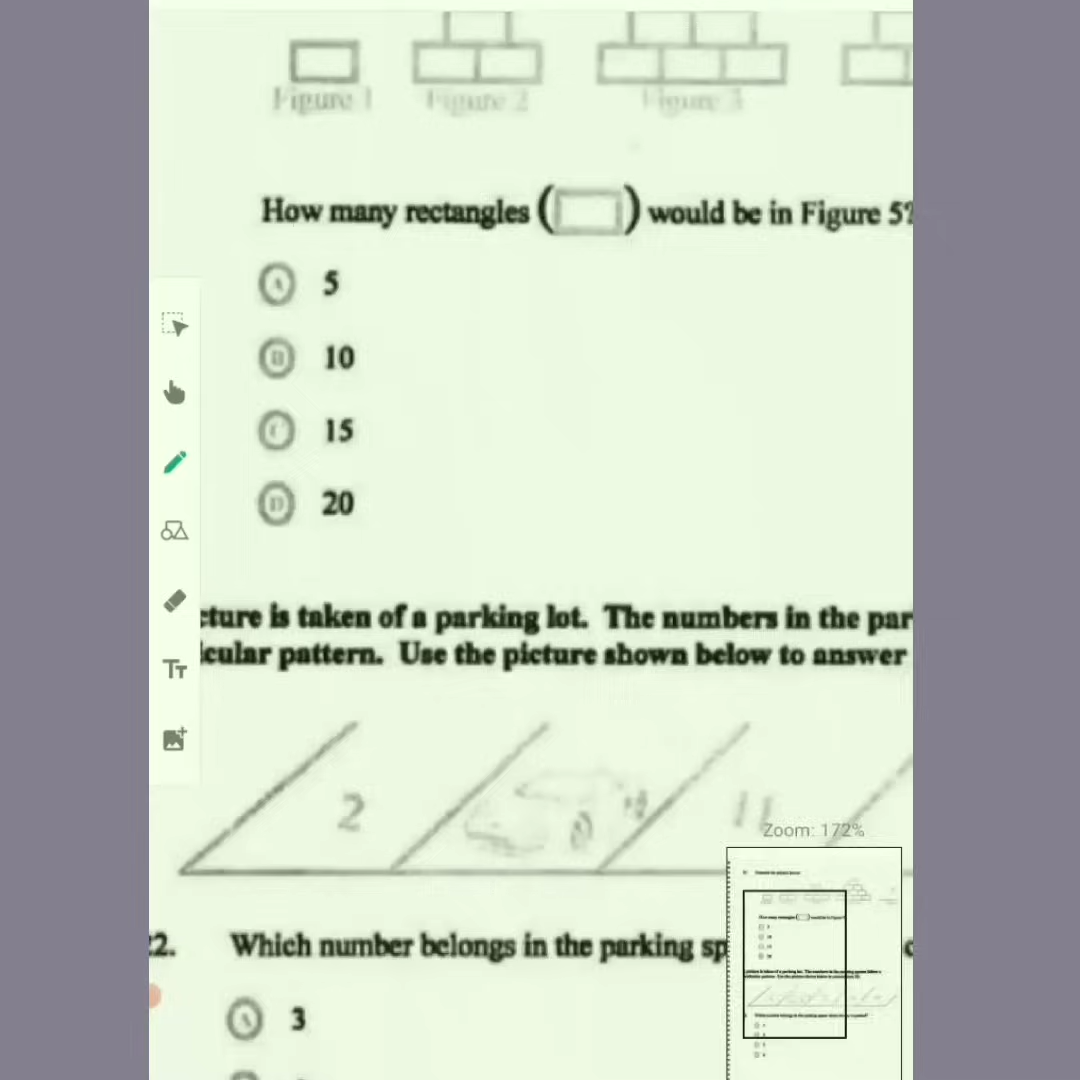 Figure 1 Figure 2 Figure 3
How many rectangles ( ) would be in Figure 5?
A 5
B 10
C 15
D 20
cture is taken of a parking lot. The numbers in the par
icular pattern. Use the picture shown below to answer
2 11
Zoom: 172%
22. Which number belongs in the parking sp
A 3
Tт